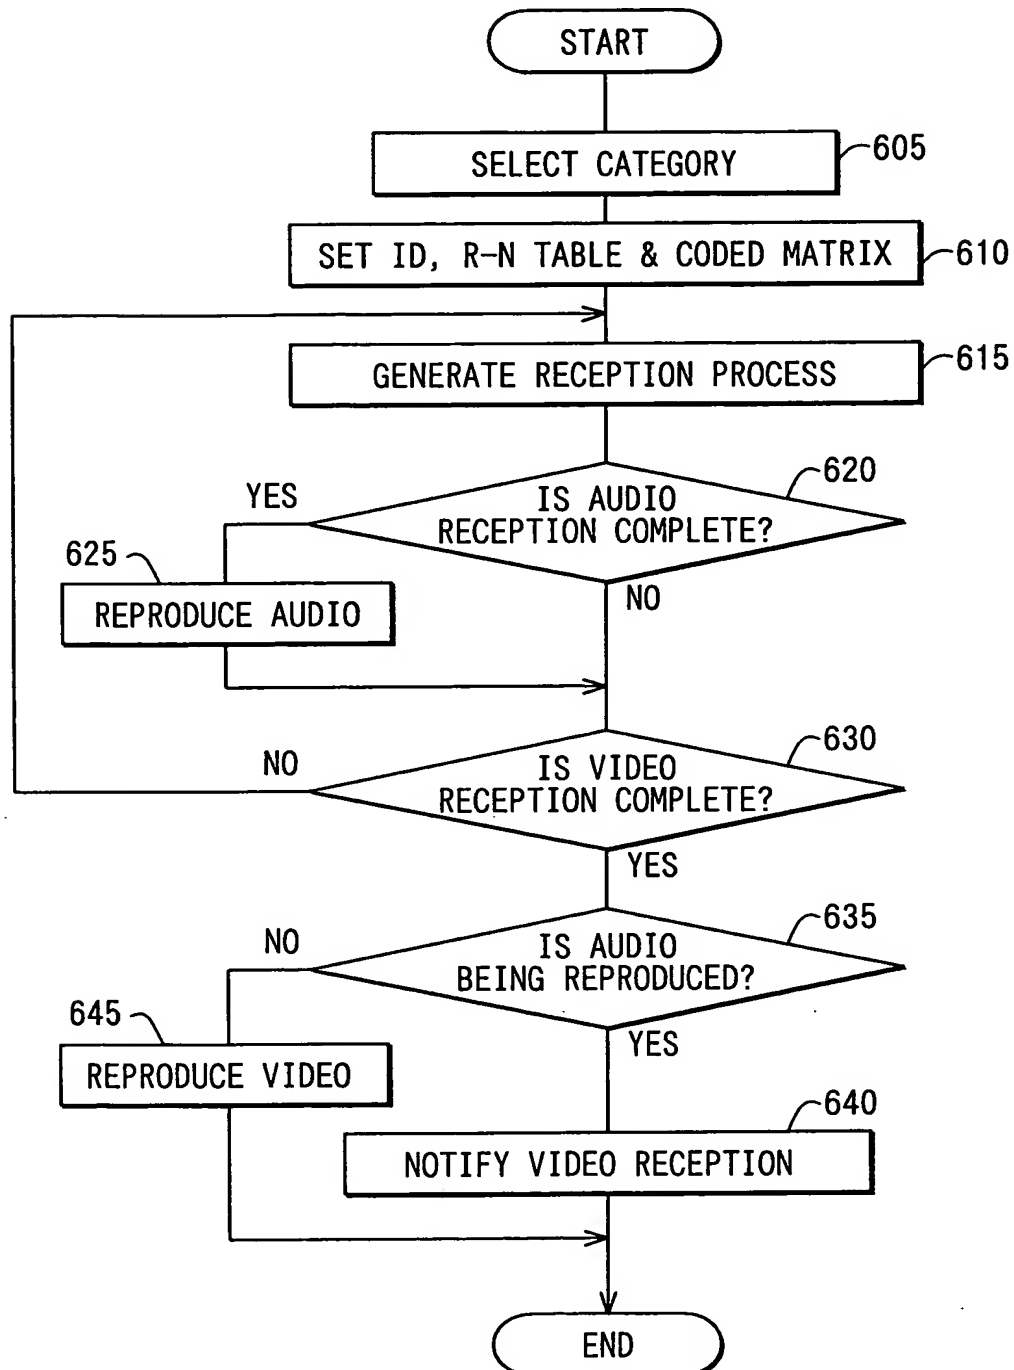 START
SELECT CATEGORY
605
SET ID, R-N TABLE & CODED MATRIX
610
GENERATE RECEPTION PROCESS
615
620
YES
IS AUDIO
RECEPTION COMPLETE?
625
NO
REPRODUCE AUDIO
630
NO
IS VIDEO
RECEPTION COMPLETE?
YES
635
NO
IS AUDIO
BEING REPRODUCED?
645
YES
REPRODUCE VIDEO
640
NOTIFY VIDEO RECEPTION
END